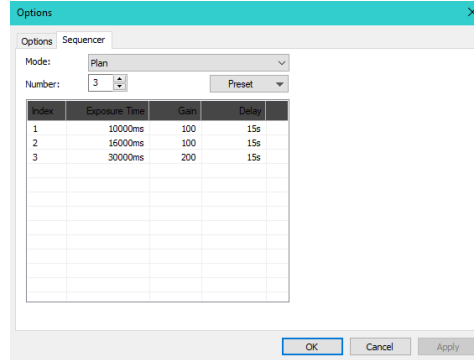 Options
Options Sequencer
Mode: Plan
Number: 3 Preset
Index Exposure Time Gain Delay
1 10000ms 100 15s
2 16000ms 100 15s
3 30000ms 200 15s
OK Cancel Apply